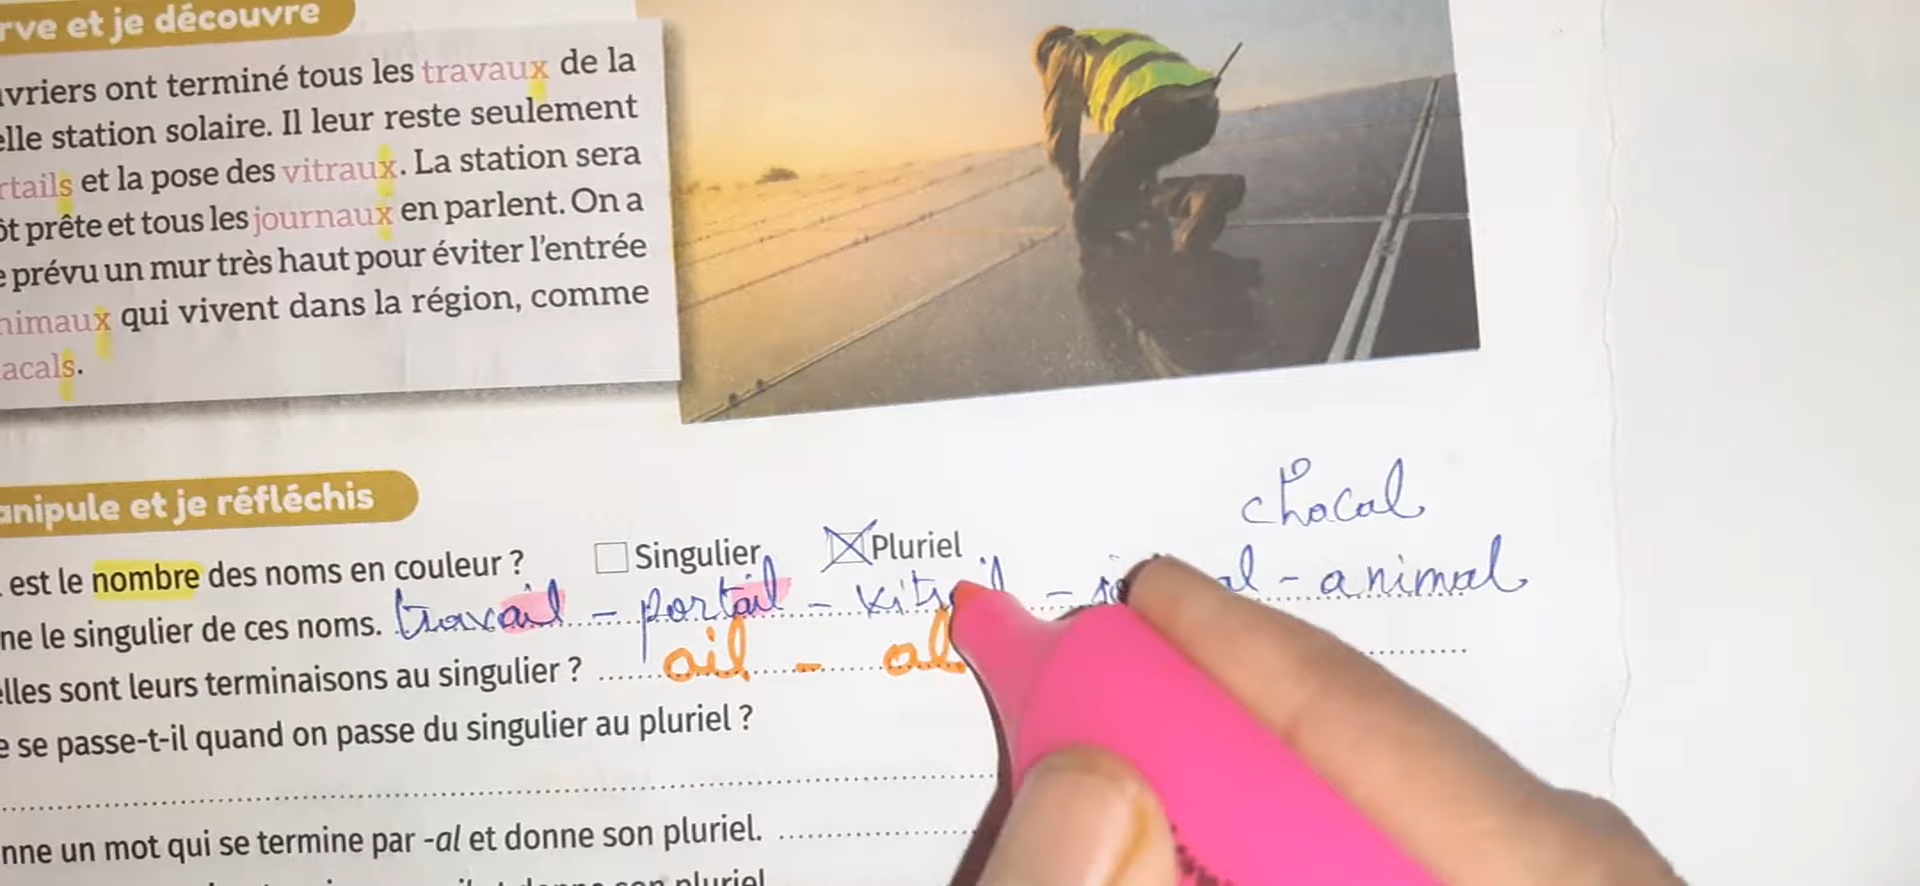 rve et je découvre
vriers ont terminé tous les travaux de la
elle station solaire. Il leur reste seulement
rtails et la pose des vitraux. La station sera
ôt prête et tous les journaux en parlent. On a
e prévu un mur très haut pour éviter l'entrée
nimaux qui vivent dans la région, comme
acals.
anipule et je réfléchis
chacal
est le nombre des noms en couleur ? Singulier Pluriel
ne le singulier de ces noms. travail - portail - - al - animal
elles sont leurs terminaisons au singulier ? ail - al
e se passe-t-il quand on passe du singulier au pluriel ?
nne un mot qui se termine par -al et donne son pluriel.
son pluriel